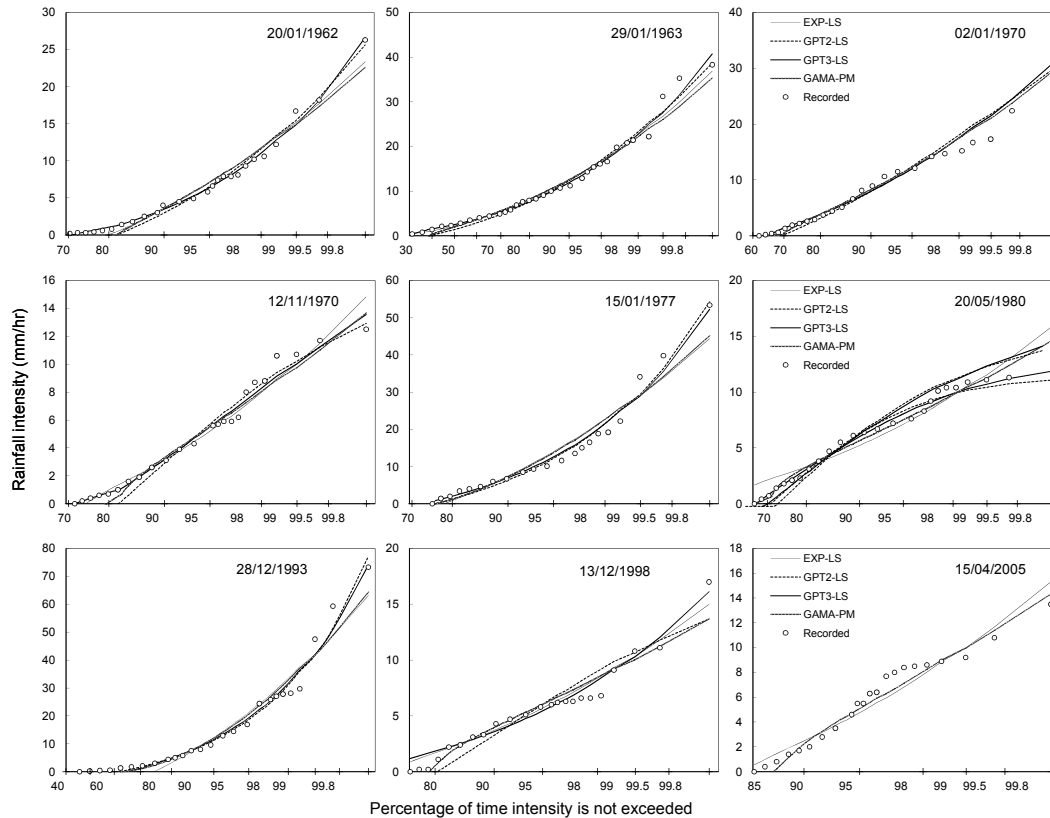 30
25
20
15
10
5
0
20/01/1962
70 80 90 95 98 99 99.5 99.8
50
40
30
20
10
0
29/01/1963
30 40 50 60 70 80 90 95 98 99 99.5 99.8
40
30
20
10
0
02/01/1970
EXP-LS
GPT2-LS
GPT3-LS
GAMA-PM
Recorded
60 70 80 90 95 98 99 99.5 99.8
Rainfall intensity (mm/hr)
16
14
12
10
8
6
4
2
0
12/11/1970
70 80 90 95 98 99 99.5 99.8
60
50
40
30
20
10
0
15/01/1977
70 80 90 95 98 99 99.5 99.8
20
15
10
5
0
20/05/1980
EXP-LS
GPT2-LS
GPT3-LS
GAMA-PM
Recorded
70 80 90 95 98 99 99.5 99.8
80
70
60
50
40
30
20
10
0
28/12/1993
40 50 60 70 80 90 95 98 99 99.5 99.8
20
15
10
5
0
13/12/1998
80 90 95 98 99 99.5 99.8
18
16
14
12
10
8
6
4
2
0
15/04/2005
EXP-LS
GPT2-LS
GPT3-LS
GAMA-PM
Recorded
85 90 95 98 99 99.5 99.8
Percentage of time intensity is not exceeded